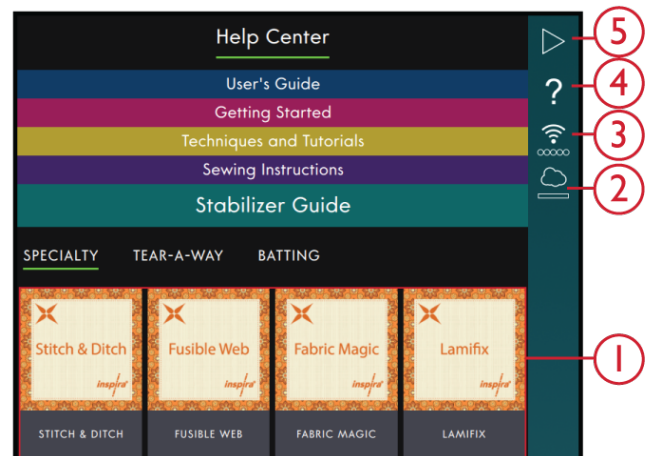 Help Center
User's Guide
Getting Started
Techniques and Tutorials
Sewing Instructions
Stabilizer Guide
SPECIALTY TEAR-A-WAY BATTING
Stitch & Ditch Fusible Web Fabric Magic Lamifix
inspira inspira inspira inspira
STITCH & DITCH FUSIBLE WEB FABRIC MAGIC LAMIFIX
?
5
4
3
2
1